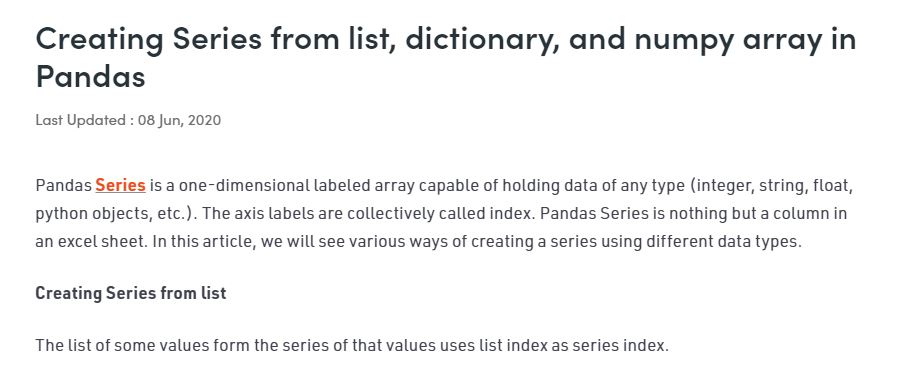 Creating Series from list, dictionary, and numpy array in
Pandas
Last Updated : 08 Jun, 2020
Pandas Series is a one-dimensional labeled array capable of holding data of any type (integer, string, float,
python objects, etc.). The axis labels are collectively called index. Pandas Series is nothing but a column in
an excel sheet. In this article, we will see various ways of creating a series using different data types.
Creating Series from list
The list of some values form the series of that values uses list index as series index.